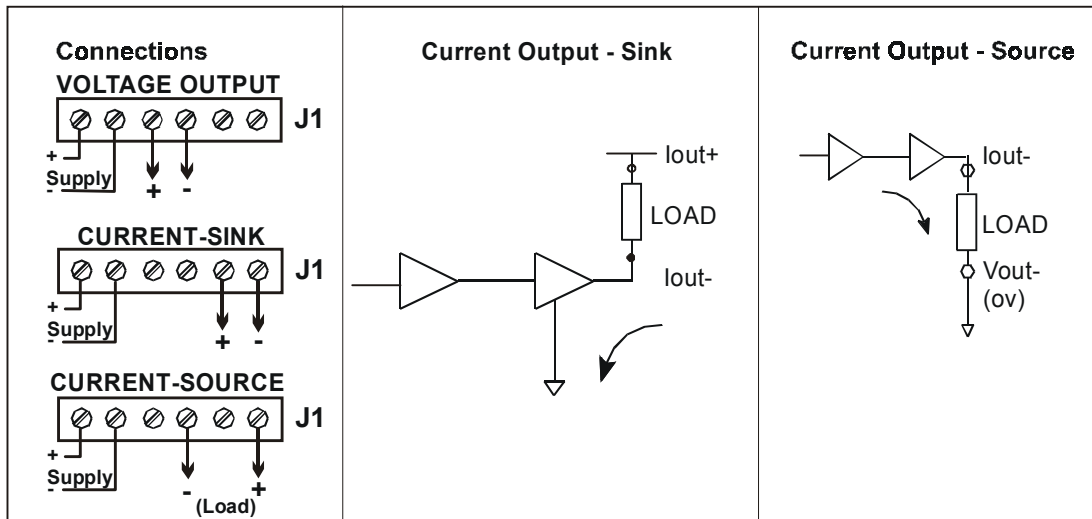 Connections
VOLTAGE OUTPUT
J1
+
Supply
-
+ -
CURRENT-SINK
J1
+
Supply
-
+ -
CURRENT-SOURCE
J1
+
Supply
-
- +
(Load)
Current Output - Sink
Iout+
LOAD
Iout-
Current Output - Source
Iout-
LOAD
Vout-
(ov)